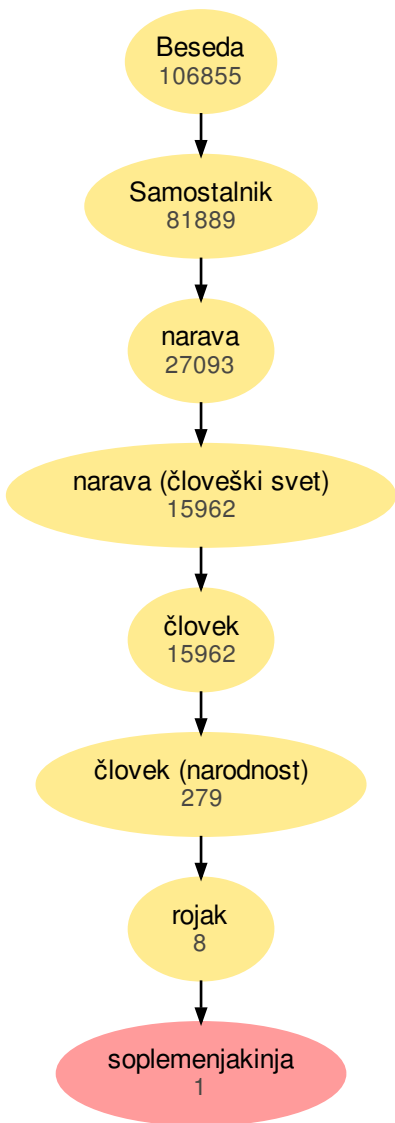 Beseda
106855
Samostalnik
81889
narava
27093
narava (človeški svet)
15962
človek
15962
človek (narodnost)
279
rojak
8
soplemenjakinja
1